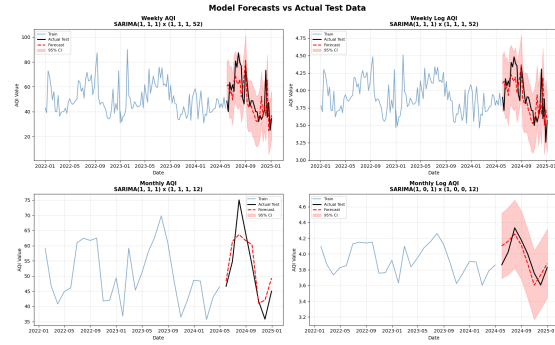 Model Forecasts vs Actual Test Data
Weekly AQI
SARIMA(1, 1, 1) x (1, 1, 1, 52)
AQI Value
100
80
60
40
20
Train
Actual Test
Forecast
95% CI
2022-01 2022-05 2022-09 2023-01 2023-05 2023-09 2024-01 2024-05 2024-09 2025-01
Date
Weekly Log AQI
SARIMA(1, 1, 1) x (1, 1, 1, 52)
AQI Value
4.75
4.50
4.25
4.00
3.75
3.50
3.25
3.00
Train
Actual Test
Forecast
95% CI
2022-01 2022-05 2022-09 2023-01 2023-05 2023-09 2024-01 2024-05 2024-09 2025-01
Date
Monthly AQI
SARIMA(1, 1, 1) x (1, 1, 1, 12)
AQI Value
75
70
65
60
55
50
45
40
35
Train
Actual Test
Forecast
95% CI
2022-01 2022-05 2022-09 2023-01 2023-05 2023-09 2024-01 2024-05 2024-09 2025-01
Date
Monthly Log AQI
SARIMA(1, 0, 1) x (1, 0, 0, 12)
AQI Value
4.6
4.4
4.2
4.0
3.8
3.6
3.4
3.2
Train
Actual Test
Forecast
95% CI
2022-01 2022-05 2022-09 2023-01 2023-05 2023-09 2024-01 2024-05 2024-09 2025-01
Date